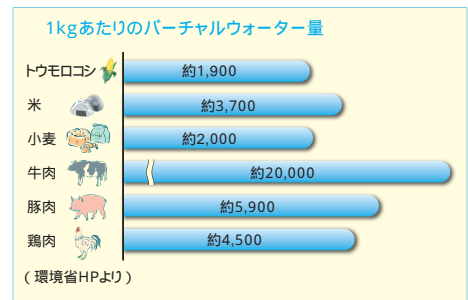 1kgあたりのバーチャルウォーター量
トウモロコシ 約1,900
米 約3,700
小麦 約2,000
牛肉 約20,000
豚肉 約5,900
鶏肉 約4,500
(環境省HPより)